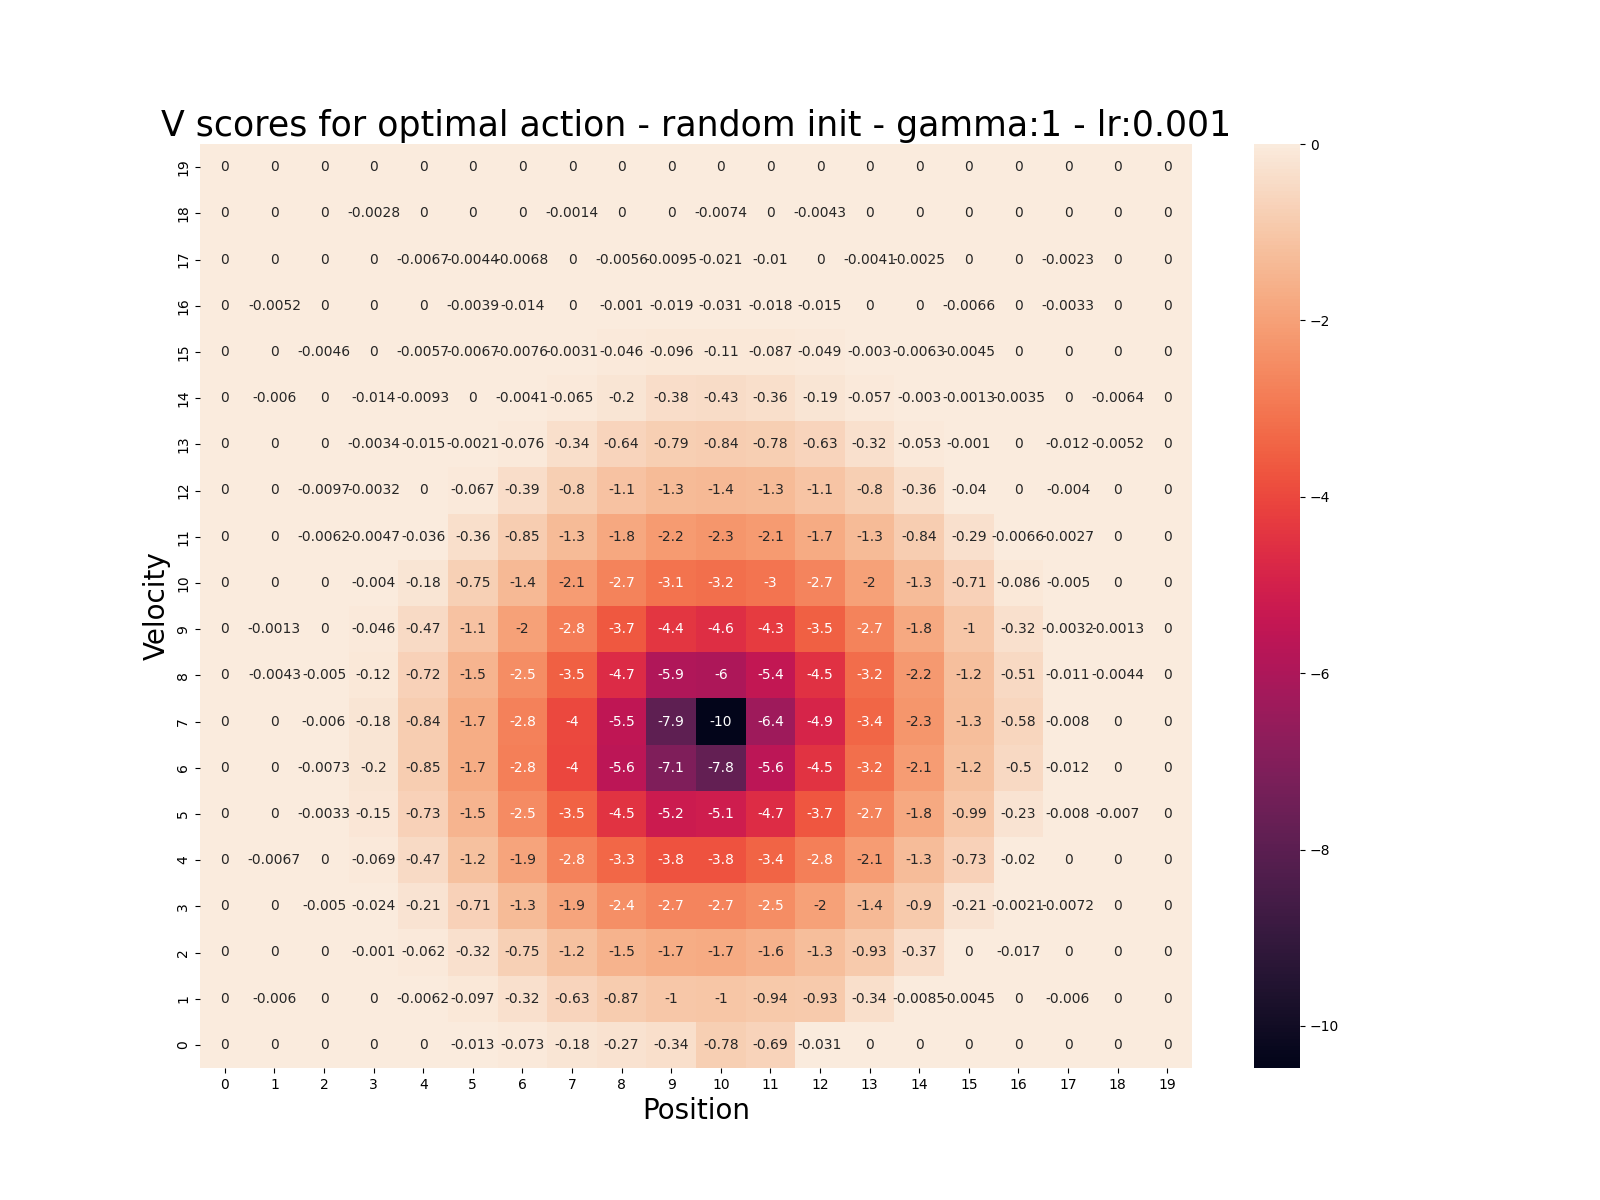 V scores for optimal action - random init - gamma:1 - lr:0.001
19 0 0 0 0 0 0 0 0 0 0 0 0 0 0 0 0 0 0 0 0 0
18 0 0 0 -0.0028 0 0 0 -0.0014 0 0 -0.0074 0 -0.0043 0 0 0 0 0 0 0
17 0 0 0 0 -0.0067 -0.0044 -0.0068 0 -0.0056 -0.0095 -0.021 -0.01 0 -0.0041 -0.0025 0 0 -0.0023 0 0 -2
16 0 -0.0052 0 0 0 -0.0039 -0.014 0 -0.001 -0.019 -0.031 -0.018 -0.015 0 0 -0.0066 0 -0.0033 0 0
15 0 0 -0.0046 0 -0.0057 -0.0067 -0.0076 -0.0031 -0.046 -0.096 -0.11 -0.087 -0.049 -0.003 -0.0063 -0.0045 0 0 0 0
14 0 -0.006 0 -0.014 -0.0093 0 -0.0041 -0.065 -0.2 -0.38 -0.43 -0.36 -0.19 -0.057 -0.003 -0.0013 -0.0035 0 -0.0064 0
13 0 0 0 -0.0034 -0.015 -0.0021 -0.076 -0.34 -0.64 -0.79 -0.84 -0.78 -0.63 -0.32 -0.053 -0.001 0 -0.012 -0.0052 0
12 0 0 -0.0097 -0.0032 0 -0.067 -0.39 -0.8 -1.1 -1.3 -1.4 -1.3 -1.1 -0.8 -0.36 -0.04 0 -0.004 0 0 -4
11 0 0 -0.0062 -0.0047 -0.036 -0.36 -0.85 -1.3 -1.8 -2.2 -2.3 -2.1 -1.7 -1.3 -0.84 -0.29 -0.0066 -0.0027 0 0
10 0 0 0 -0.004 -0.18 -0.75 -1.4 -2.1 -2.7 -3.1 -3.2 -3 -2.7 -2 -1.3 -0.71 -0.086 -0.005 0 0
Velocity
9 0 -0.0013 0 -0.046 -0.47 -1.1 -2 -2.8 -3.7 -4.4 -4.6 -4.3 -3.5 -2.7 -1.8 -1 -0.32 -0.0032 -0.0013 0
8 0 -0.0043 -0.005 -0.12 -0.72 -1.5 -2.5 -3.5 -4.7 -5.9 -6 -5.4 -4.5 -3.2 -2.2 -1.2 -0.51 -0.011 -0.0044 0 -6
7 0 0 -0.006 -0.18 -0.84 -1.7 -2.8 -4 -5.5 -7.9 -10 -6.4 -4.9 -3.4 -2.3 -1.3 -0.58 -0.008 0 0
6 0 0 -0.0073 -0.2 -0.85 -1.7 -2.8 -4 -5.6 -7.1 -7.8 -5.6 -4.5 -3.2 -2.1 -1.2 -0.5 -0.012 0 0
5 0 0 -0.0033 -0.15 -0.73 -1.5 -2.5 -3.5 -4.5 -5.2 -5.1 -4.7 -3.7 -2.7 -1.8 -0.99 -0.23 -0.008 -0.007 0
4 0 -0.0067 0 -0.069 -0.47 -1.2 -1.9 -2.8 -3.3 -3.8 -3.8 -3.4 -2.8 -2.1 -1.3 -0.73 -0.02 0 0 0 -8
3 0 0 -0.005 -0.024 -0.21 -0.71 -1.3 -1.9 -2.4 -2.7 -2.7 -2.5 -2 -1.4 -0.9 -0.21 -0.0021 -0.0072 0 0
2 0 0 0 -0.001 -0.062 -0.32 -0.75 -1.2 -1.5 -1.7 -1.7 -1.6 -1.3 -0.93 -0.37 0 -0.017 0 0 0
1 0 -0.006 0 0 -0.0062 -0.097 -0.32 -0.63 -0.87 -1 -1 -0.94 -0.93 -0.34 -0.0085 -0.0045 0 -0.006 0 0
0 0 0 0 0 0 -0.013 -0.073 -0.18 -0.27 -0.34 -0.78 -0.69 -0.031 0 0 0 0 0 0 0 -10
0 1 2 3 4 5 6 7 8 9 10 11 12 13 14 15 16 17 18 19
Position